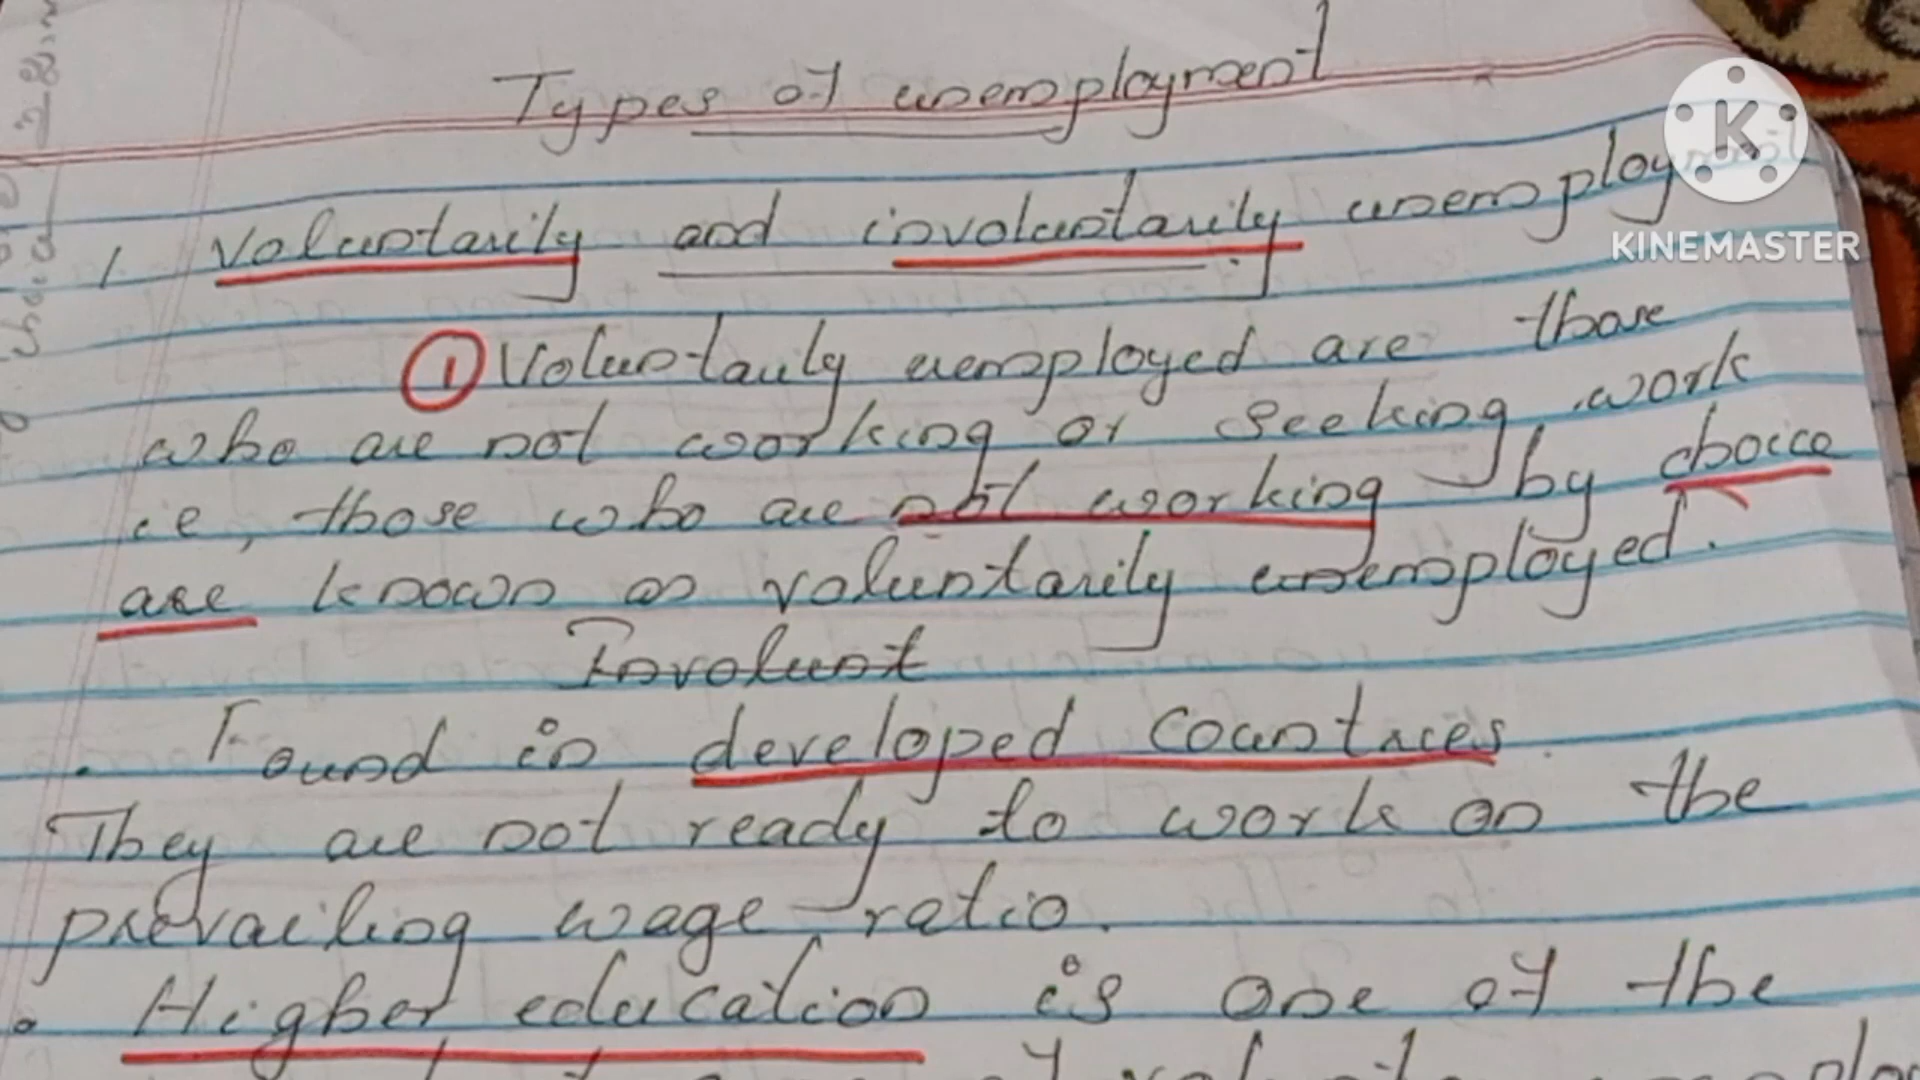 Types of unemployment
1. Voluntarily and involuntarily unemployment
① Voluntarily uemployed are those
who are not working or seeking work
ie, those who are not working by choice
are known as voluntarily unemployed.
Involunt
. Found in developed countries.
They are not ready to work on the
prevailing wage ratio.
• Higher education is one of the
KINEMASTER